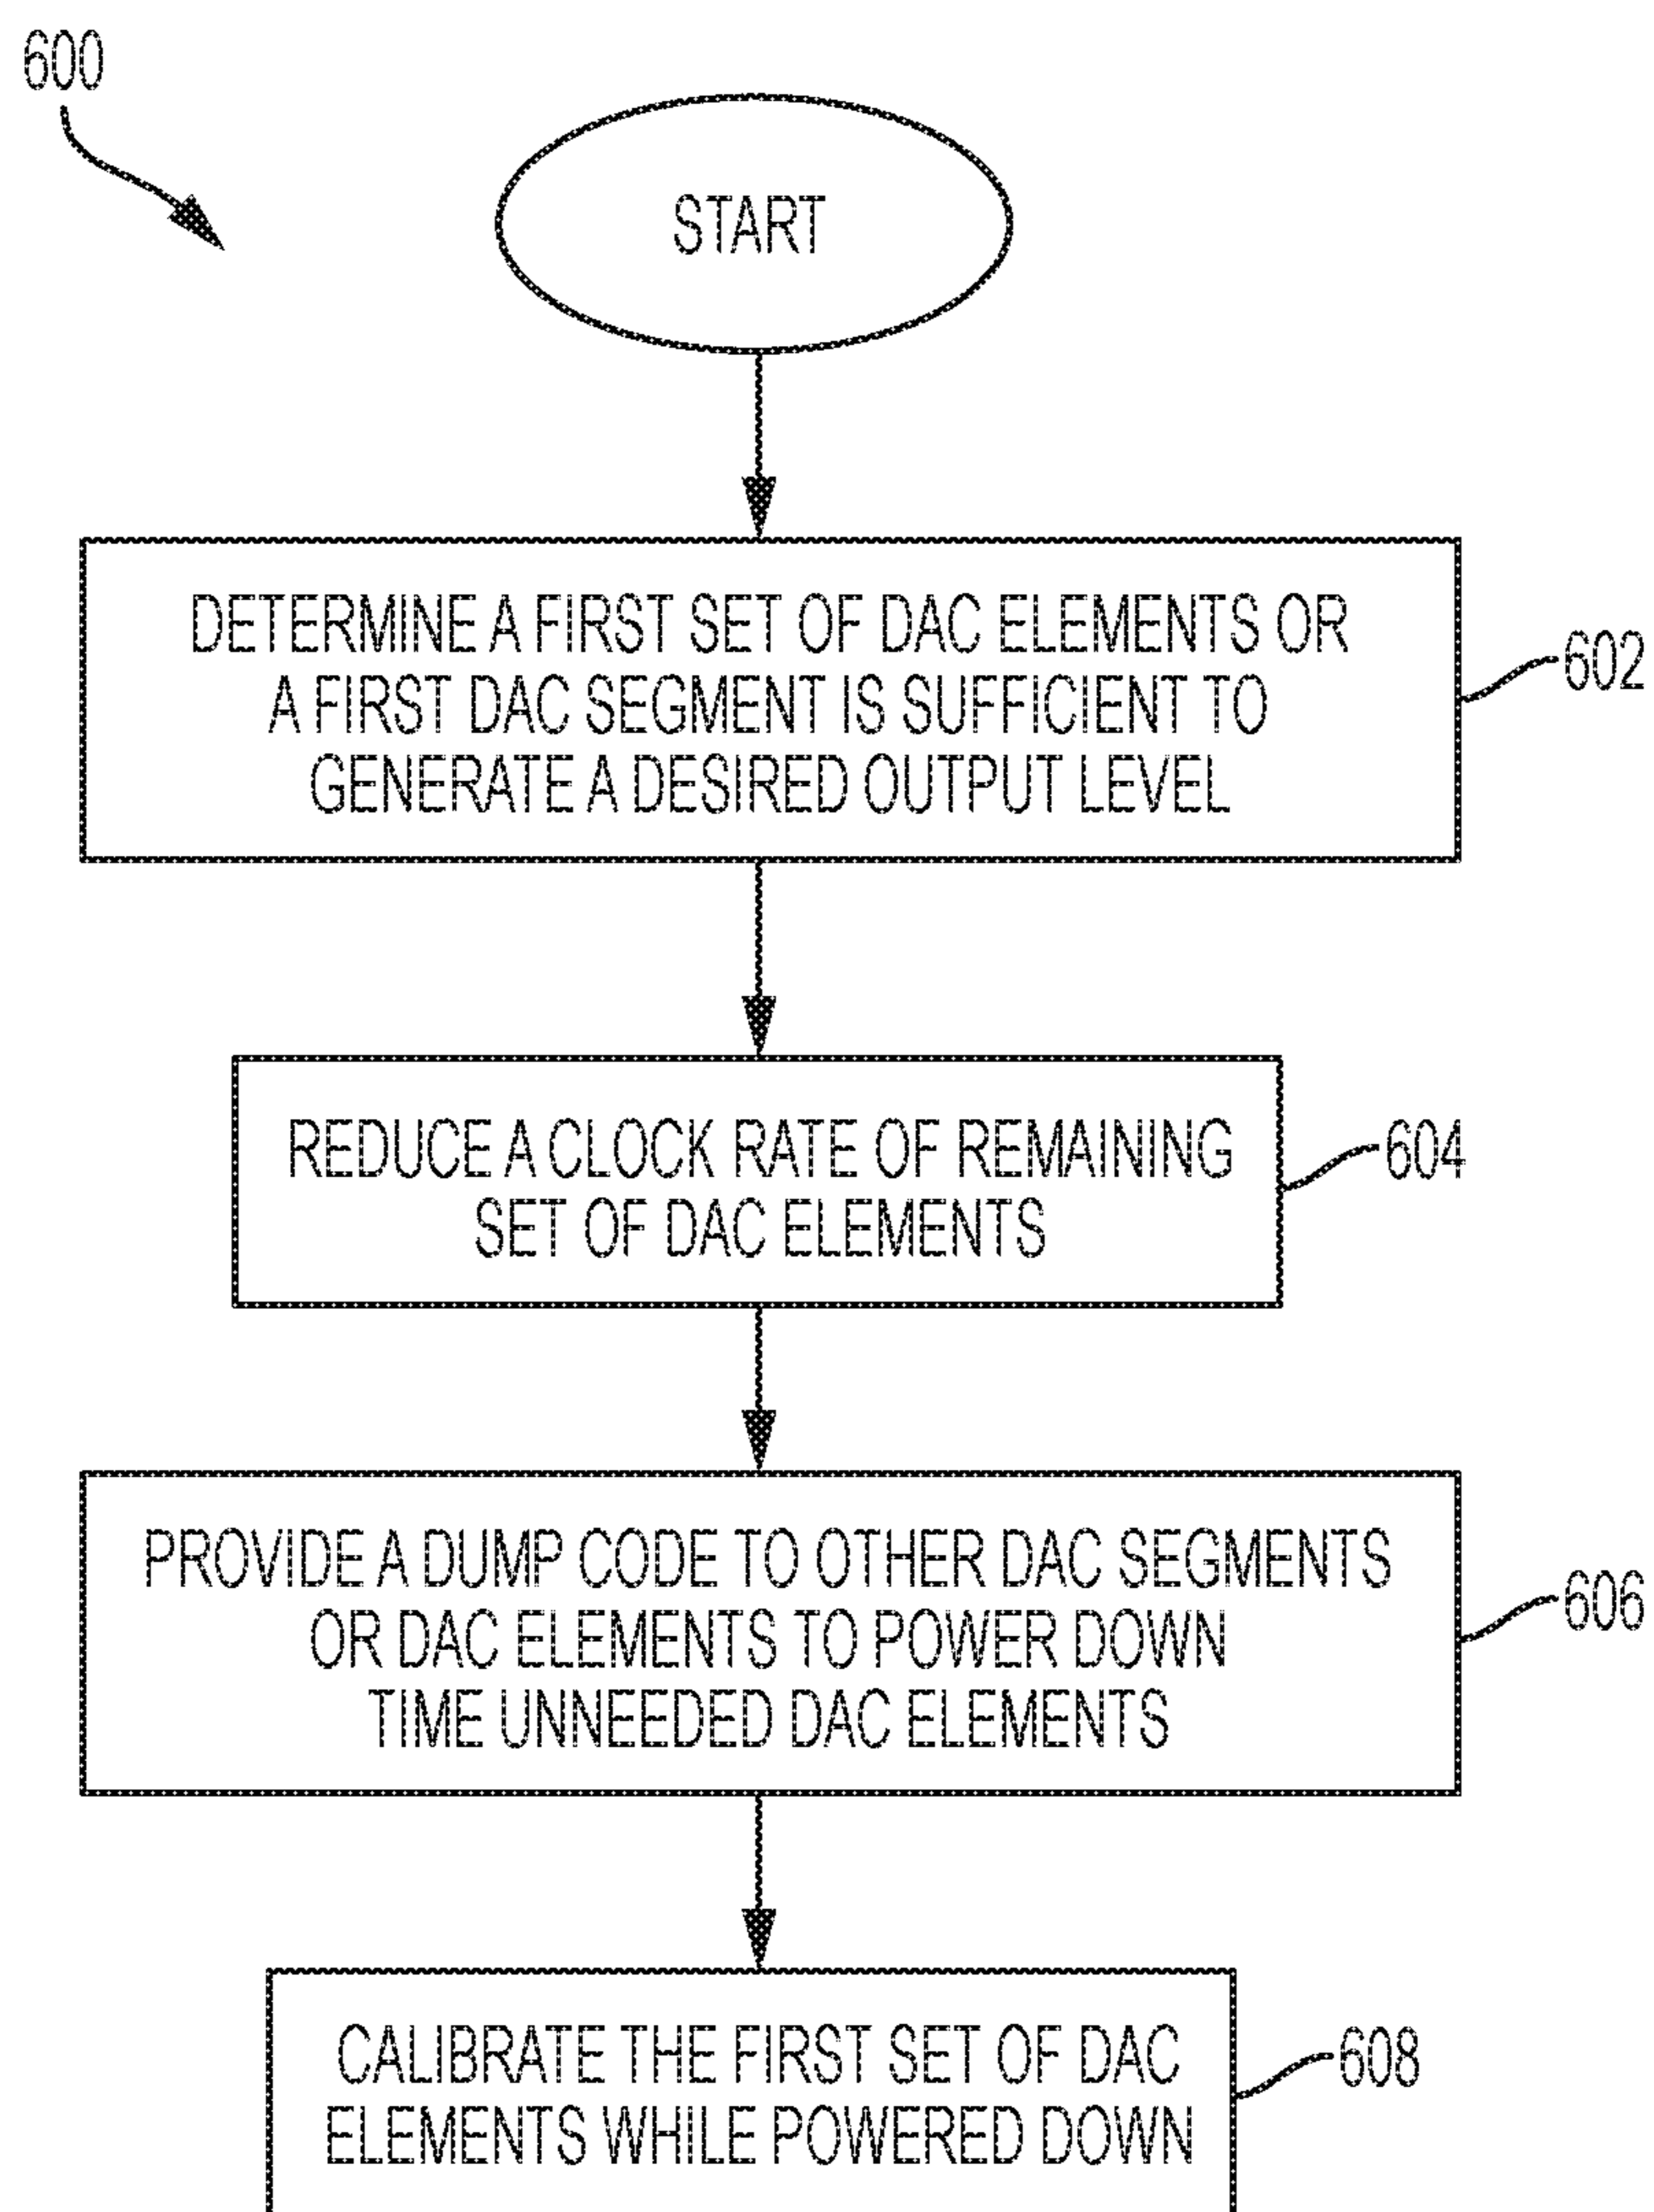 600
START
DETERMINE A FIRST SET OF DAC ELEMENTS OR
A FIRST DAC SEGMENT IS SUFFICIENT TO
GENERATE A DESIRED OUTPUT LEVEL
602
REDUCE A CLOCK RATE OF REMAINING
SET OF DAC ELEMENTS
604
PROVIDE A DUMP CODE TO OTHER DAC SEGMENTS
OR DAC ELEMENTS TO POWER DOWN
TIME UNNEEDED DAC ELEMENTS
606
CALIBRATE THE FIRST SET OF DAC
ELEMENTS WHILE POWERED DOWN
608